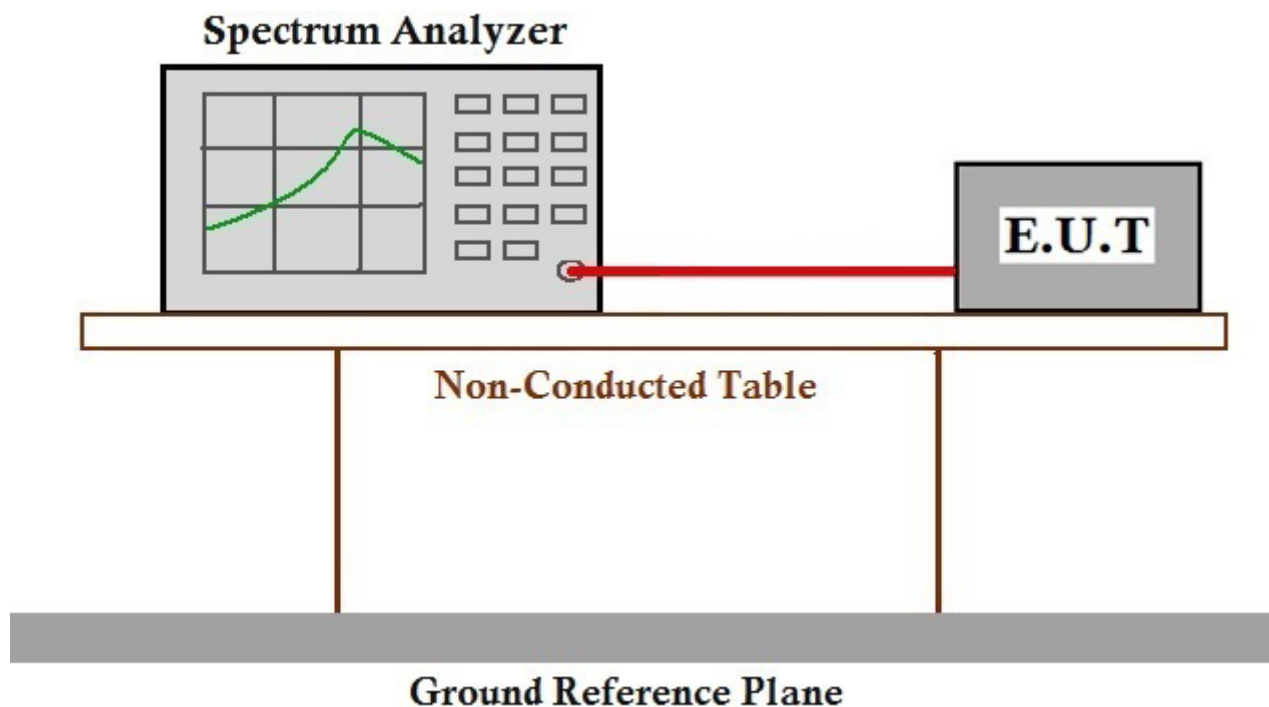 Spectrum Analyzer
E.U.T
Non-Conducted Table
Ground Reference Plane